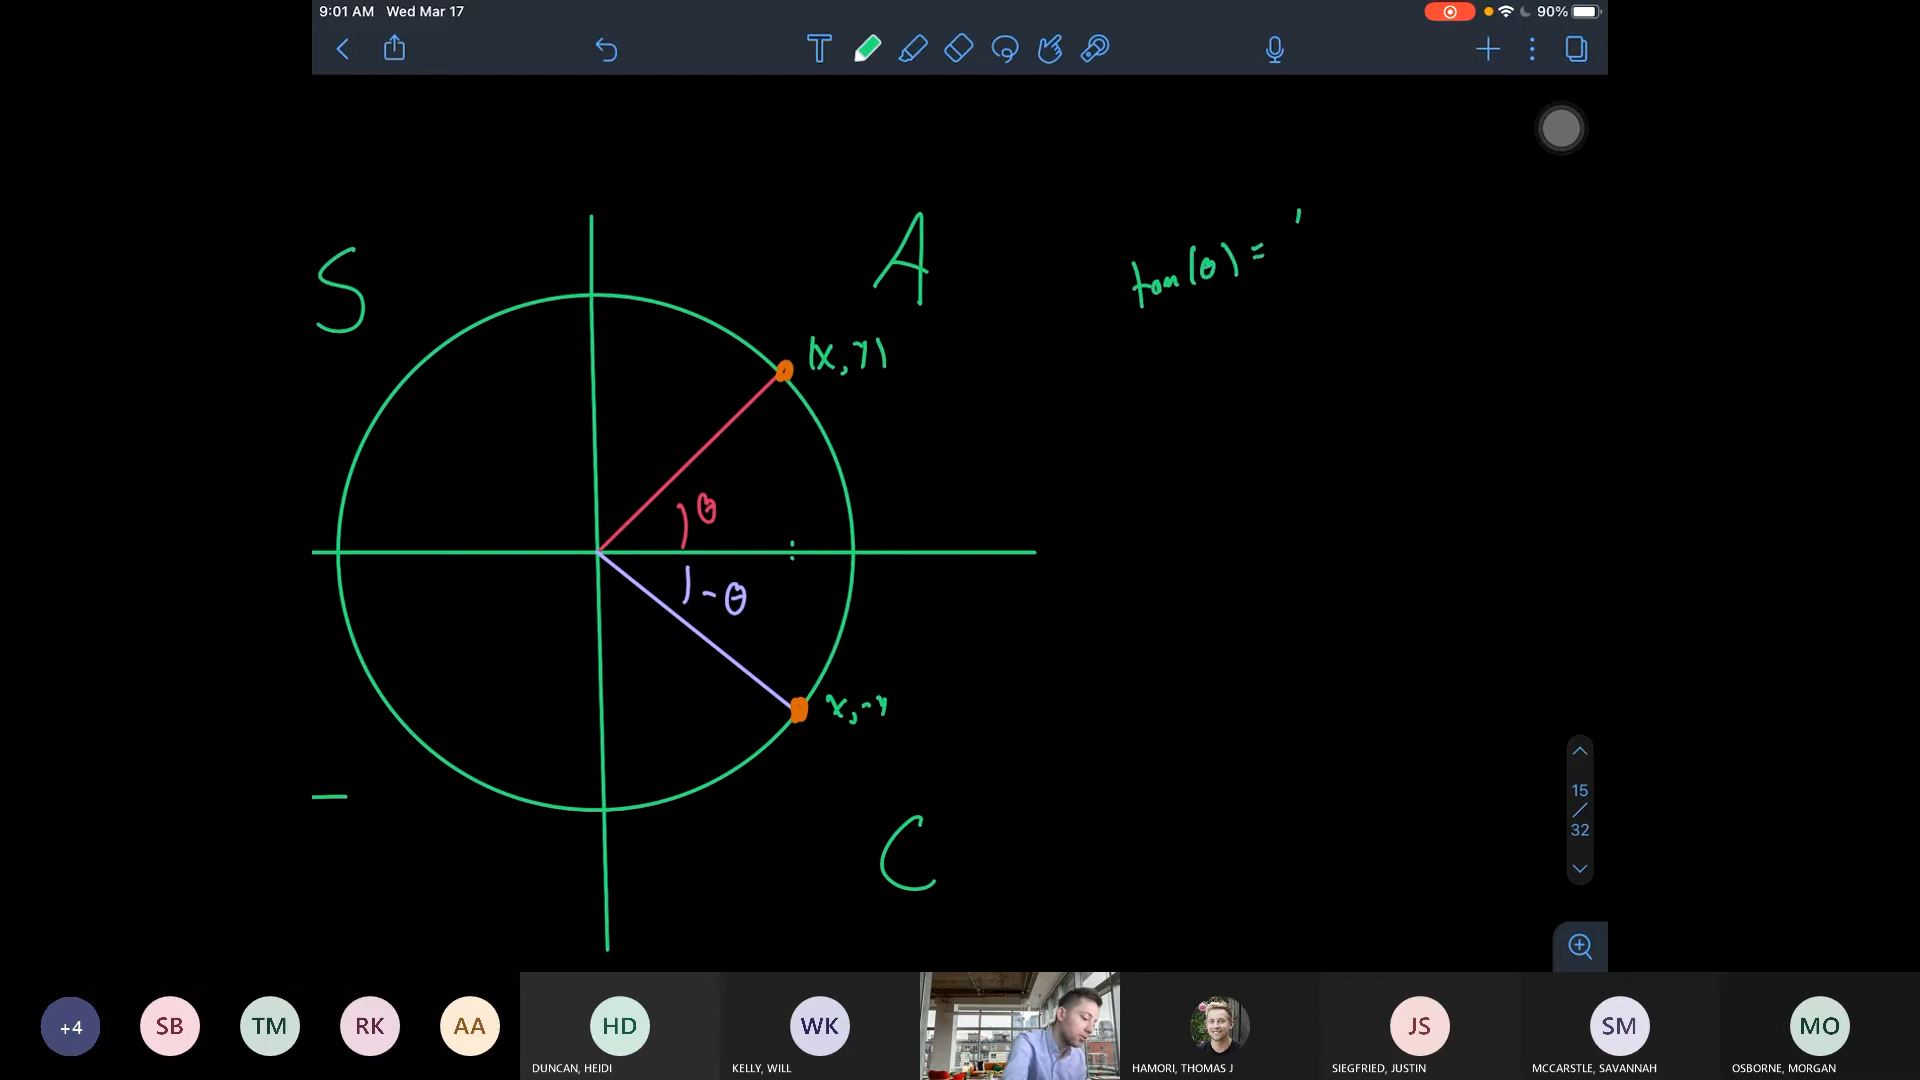 9:01 AM Wed Mar 17
90%
T
S
A
tan(θ) =
(x, y)
θ
-θ
x, -y
C
15
/
32
+4
SB
TM
RK
AA
HD
WK
JS
SM
MO
DUNCAN, HEIDI
KELLY, WILL
HAMORI, THOMAS J
SIEGFRIED, JUSTIN
MCCARSTLE, SAVANNAH
OSBORNE, MORGAN